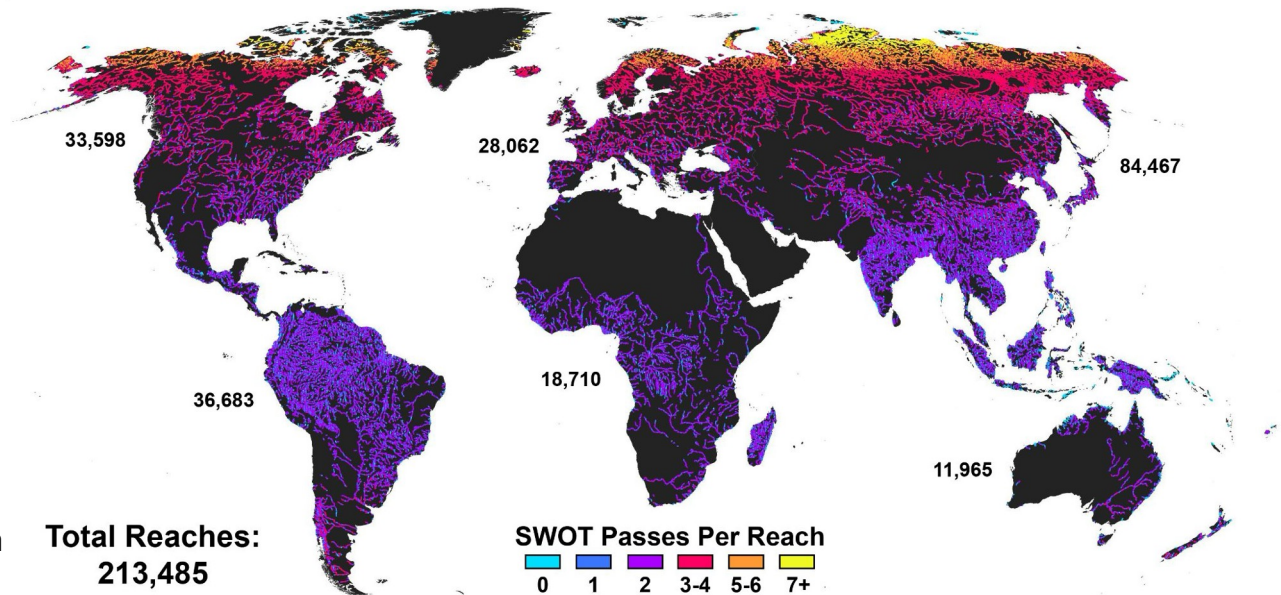 33,598
28,062
84,467
36,683
18,710
11,965
Total Reaches:
213,485
SWOT Passes Per Reach
0 1 2 3-4 5-6 7+